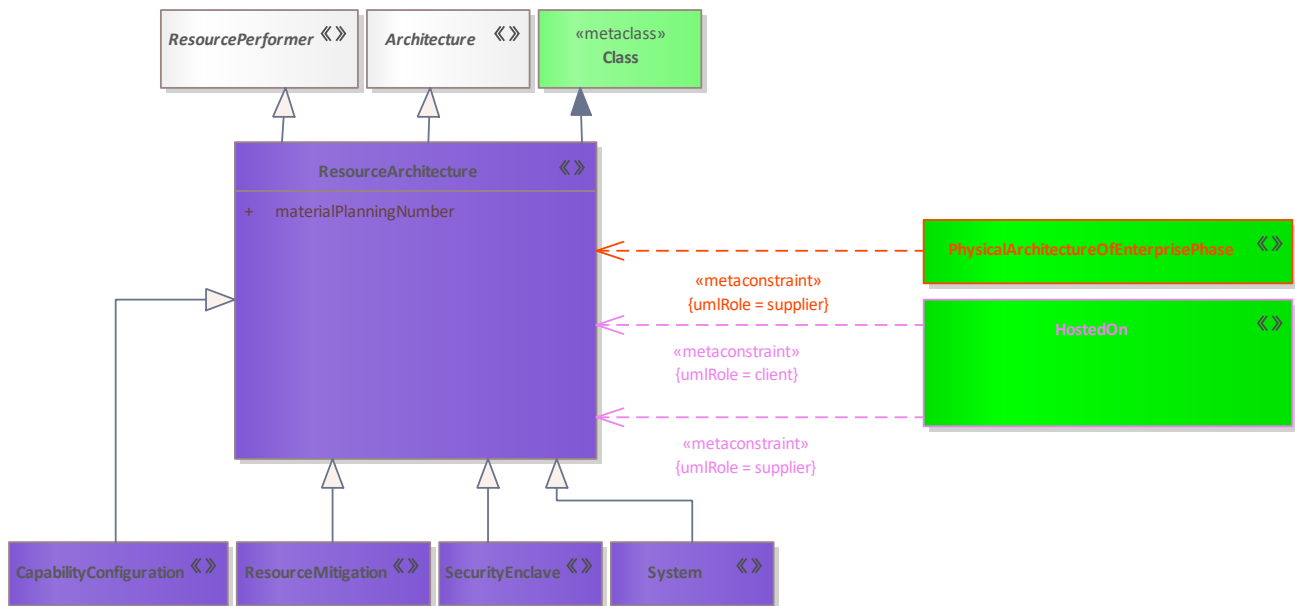 ResourcePerformer «»
Architecture «»
«metaclass»
Class
ResourceArchitecture «»
+ materialPlanningNumber
PhysicalArchitectureOfEnterprisePhase «»
«metaconstraint»
{umlRole = supplier}
HostedOn «»
«metaconstraint»
{umlRole = client}
«metaconstraint»
{umlRole = supplier}
CapabilityConfiguration «»
ResourceMitigation «»
SecurityEnclave «»
System «»